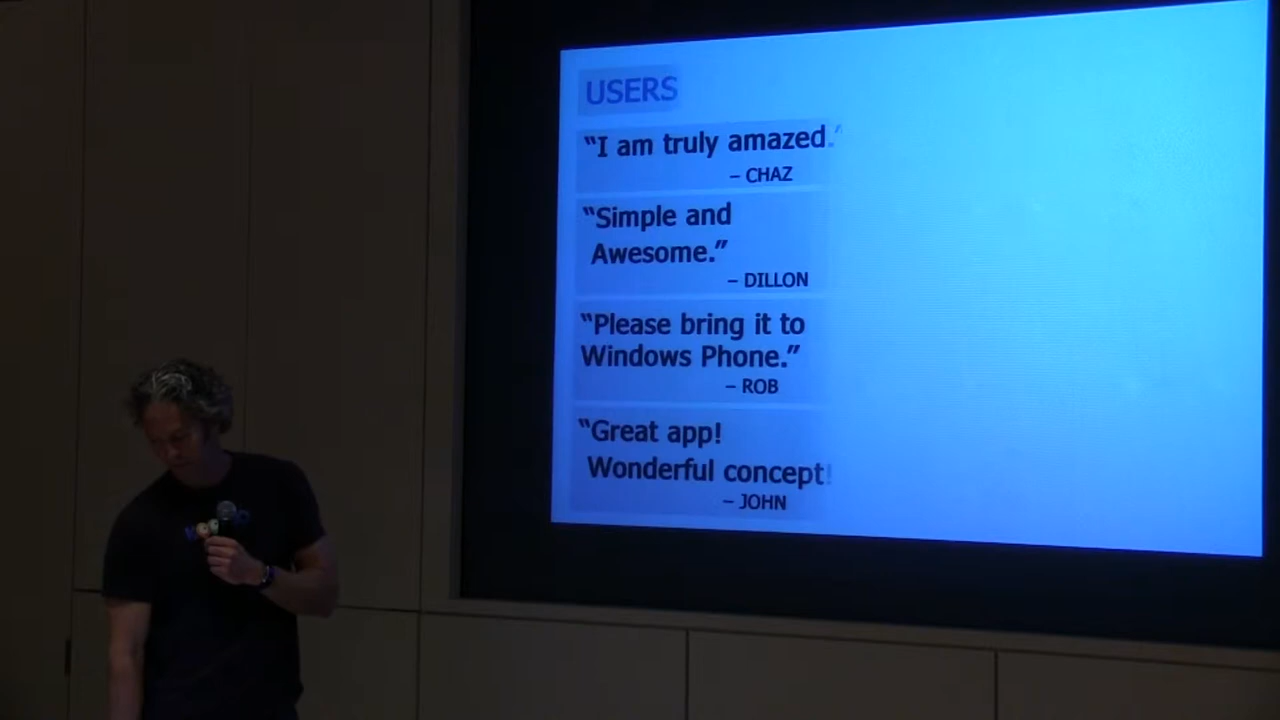 USERS
“I am truly amazed.”
– CHAZ
“Simple and
Awesome.”
– DILLON
“Please bring it to
Windows Phone.”
– ROB
“Great app!
Wonderful concept!
– JOHN